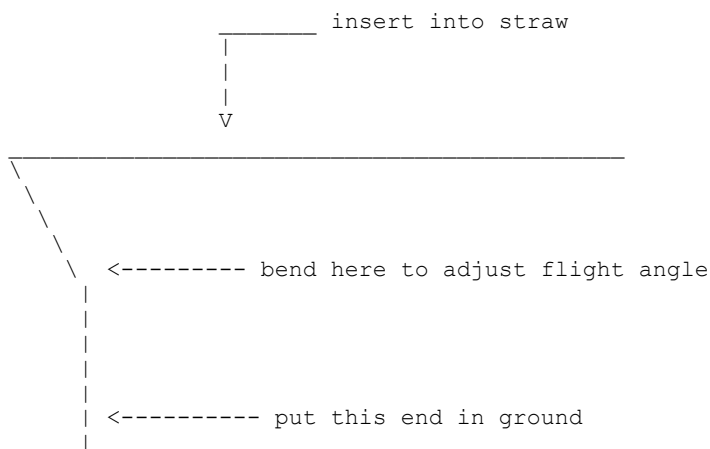 insert into straw
V
<--------- bend here to adjust flight angle
<---------- put this end in ground